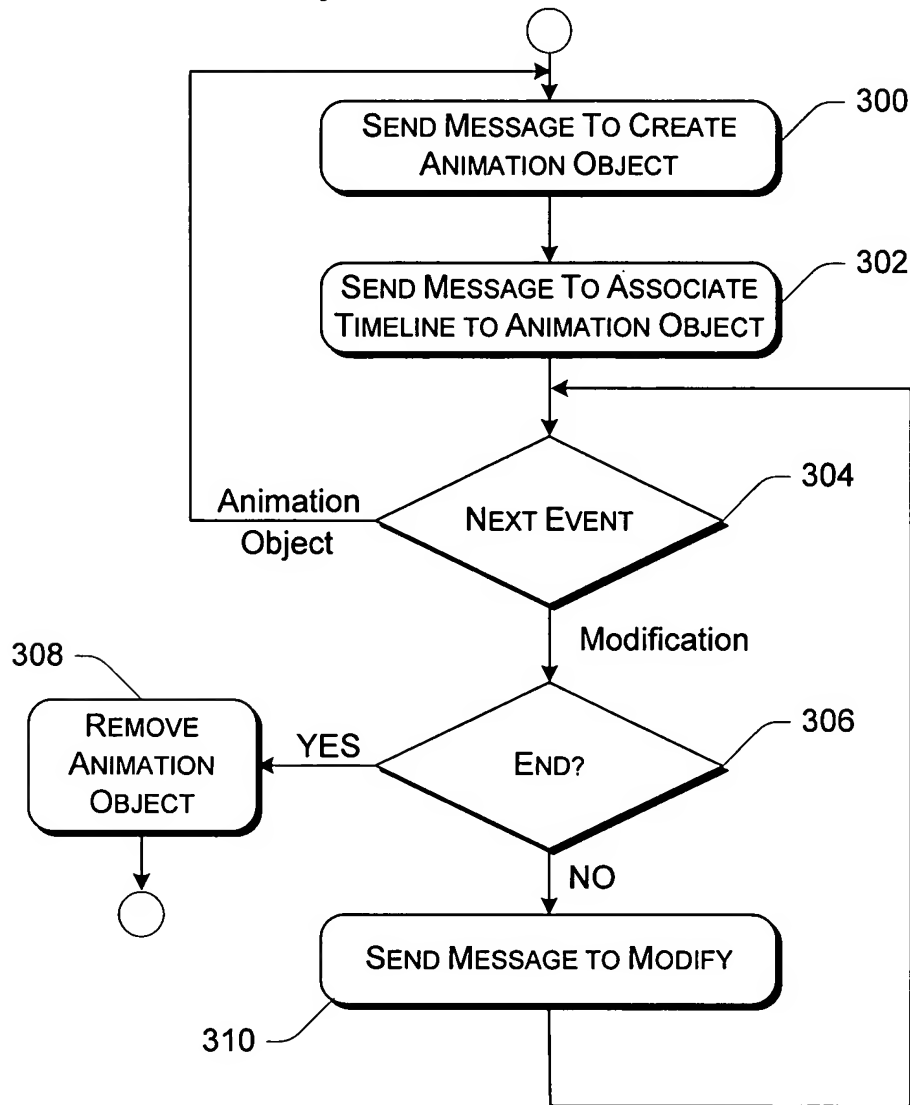 SEND MESSAGE TO CREATE
ANIMATION OBJECT
300
SEND MESSAGE TO ASSOCIATE
TIMELINE TO ANIMATION OBJECT
302
NEXT EVENT
304
Animation
Object
Modification
308
REMOVE
ANIMATION
OBJECT
YES
END?
306
NO
SEND MESSAGE TO MODIFY
310